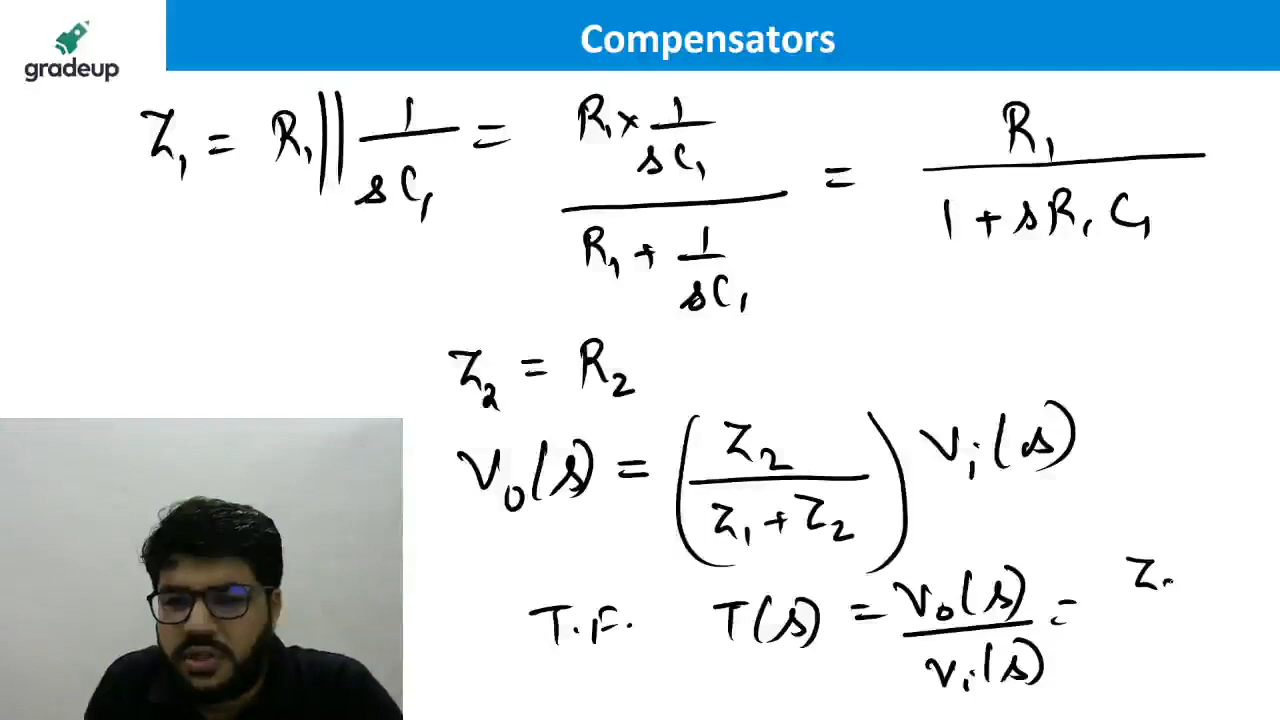 gradeup
Compensators
Z₁ = R₁ || 1/(sC₁) = (R₁ × 1/(sC₁))/(R₁ + 1/(sC₁)) = R₁/(1 + sR₁C₁)
Z₂ = R₂
V₀(s) = (Z₂/(Z₁ + Z₂)) Vᵢ(s)
T.F. T(s) = V₀(s)/Vᵢ(s) = Z